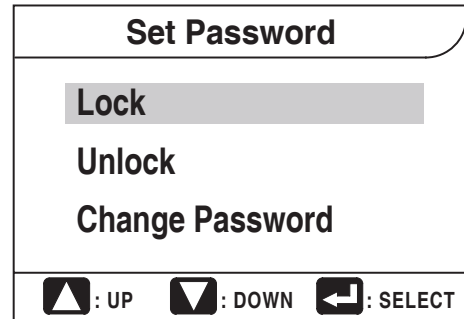 Set Password
Lock
Unlock
Change Password
: UP : DOWN : SELECT